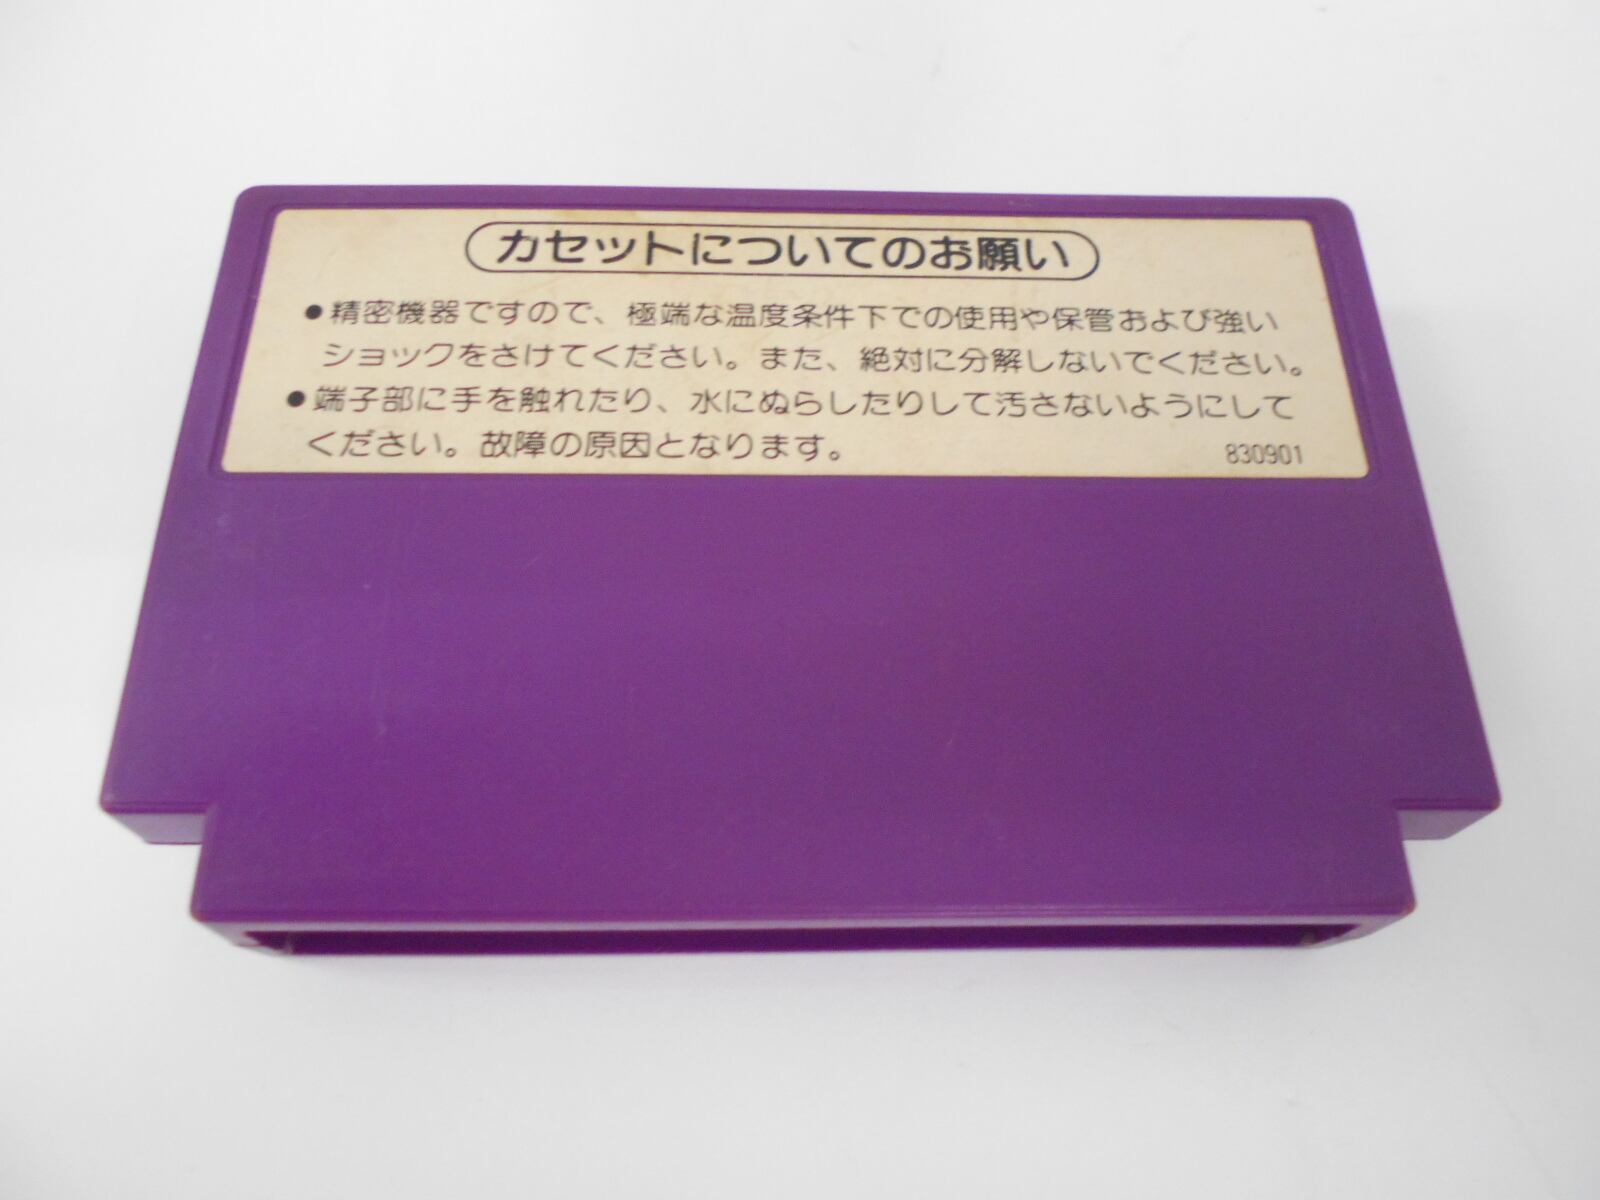 カセットについてのお願い
●精密機器ですので、極端な温度条件下での使用や保管および強い
ショックをさけてください。また、絶対に分解しないでください。
●端子部に手を触れたり、水にぬらしたりして汚さないようにして
ください。故障の原因となります。
830901